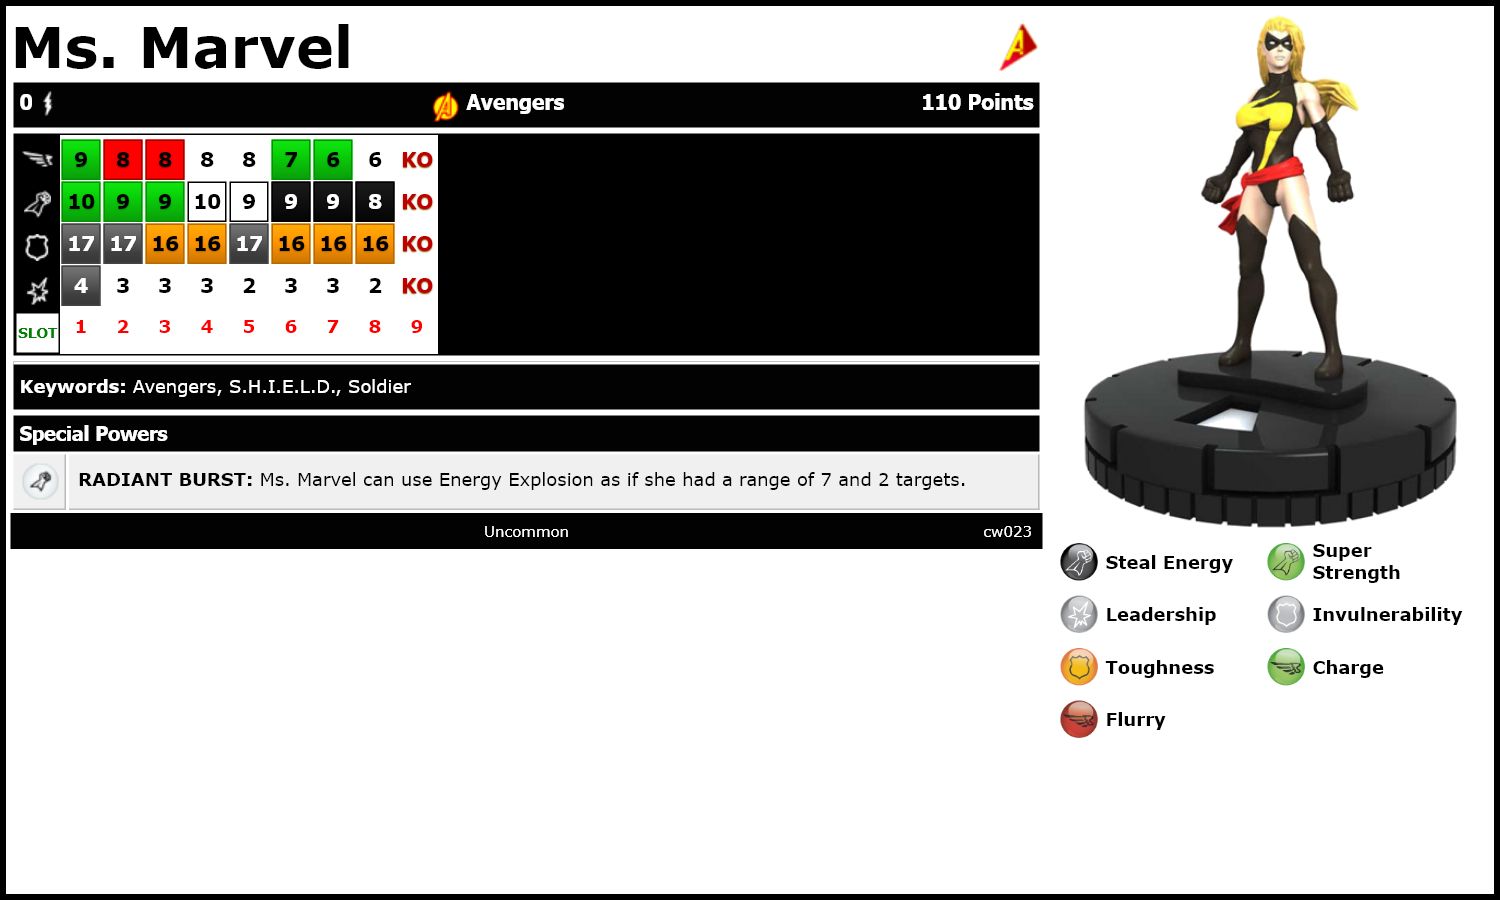 Ms. Marvel
0 Avengers 110 Points
9 8 8 8 8 7 6 6 KO
10 9 9 10 9 9 9 8 KO
17 17 16 16 17 16 16 16 KO
4 3 3 3 2 3 3 2 KO
SLOT 1 2 3 4 5 6 7 8 9
Keywords: Avengers, S.H.I.E.L.D., Soldier
Special Powers
RADIANT BURST: Ms. Marvel can use Energy Explosion as if she had a range of 7 and 2 targets.
Uncommon cw023
Steal Energy
Super
Strength
Leadership
Invulnerability
Toughness
Charge
Flurry